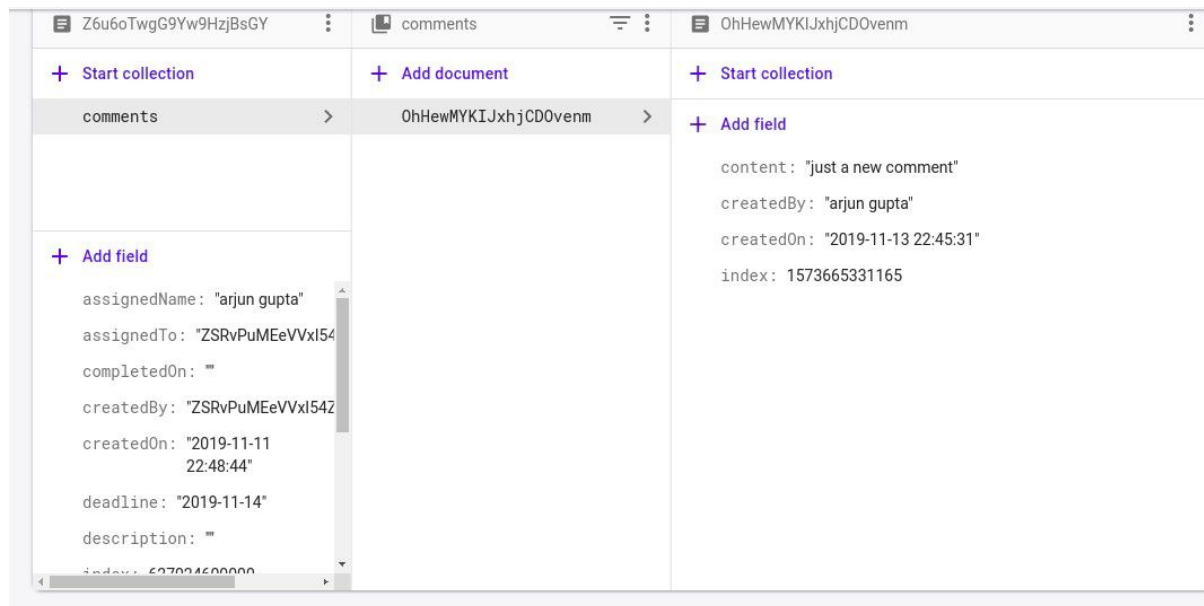 Z6u6oTwgG9Yw9HzjBsGY
Start collection
comments
Add field
assignedName: "arjun gupta"
assignedTo: "ZSRvPuMEeVVxI54
completedOn: ""
createdBy: "ZSRvPuMEeVVxI54Z
createdOn: "2019-11-11
22:48:44"
deadline: "2019-11-14"
description: ""
comments
Add document
OhHewMYKIJxhjCDOvenm
OhHewMYKIJxhjCDOvenm
Start collection
Add field
content: "just a new comment"
createdBy: "arjun gupta"
createdOn: "2019-11-13 22:45:31"
index: 1573665331165